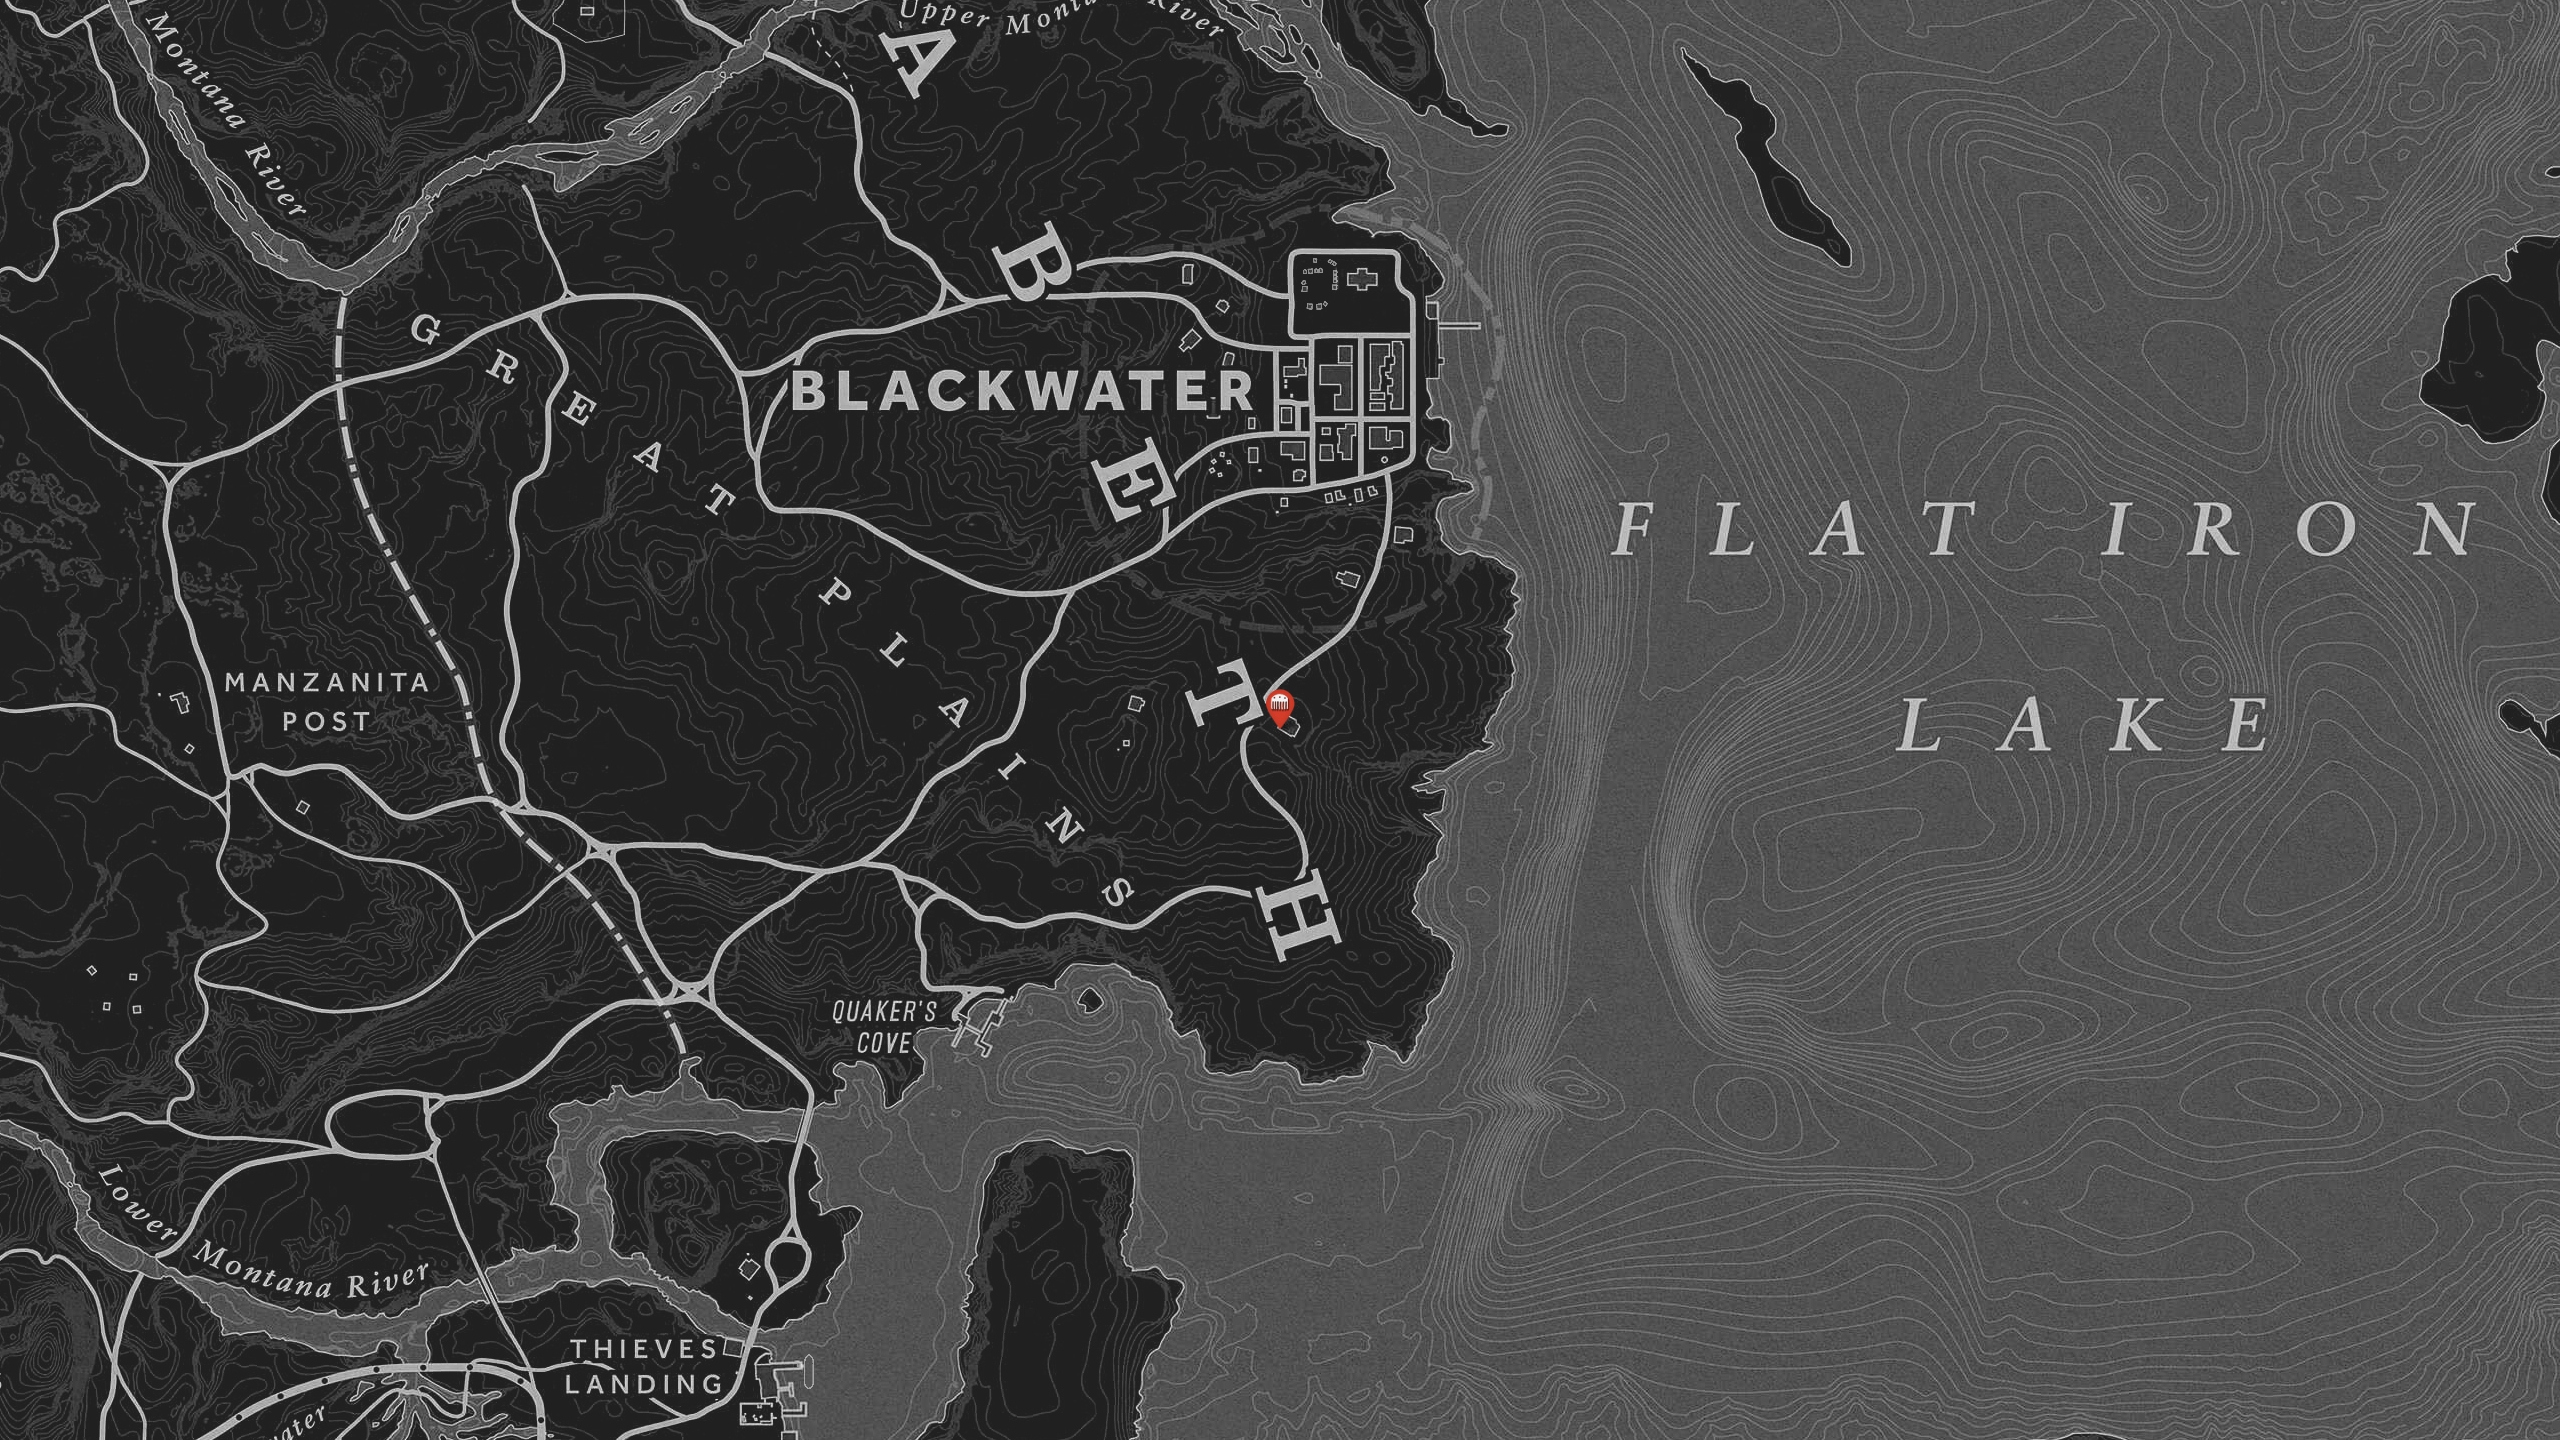 Upper Montana River
Montana River
A
B
E
T
H
GREAT PLAINS
BLACKWATER
FLAT IRON
LAKE
MANZANITA
POST
QUAKER'S
COVE
Lower Montana River
THIEVES
LANDING